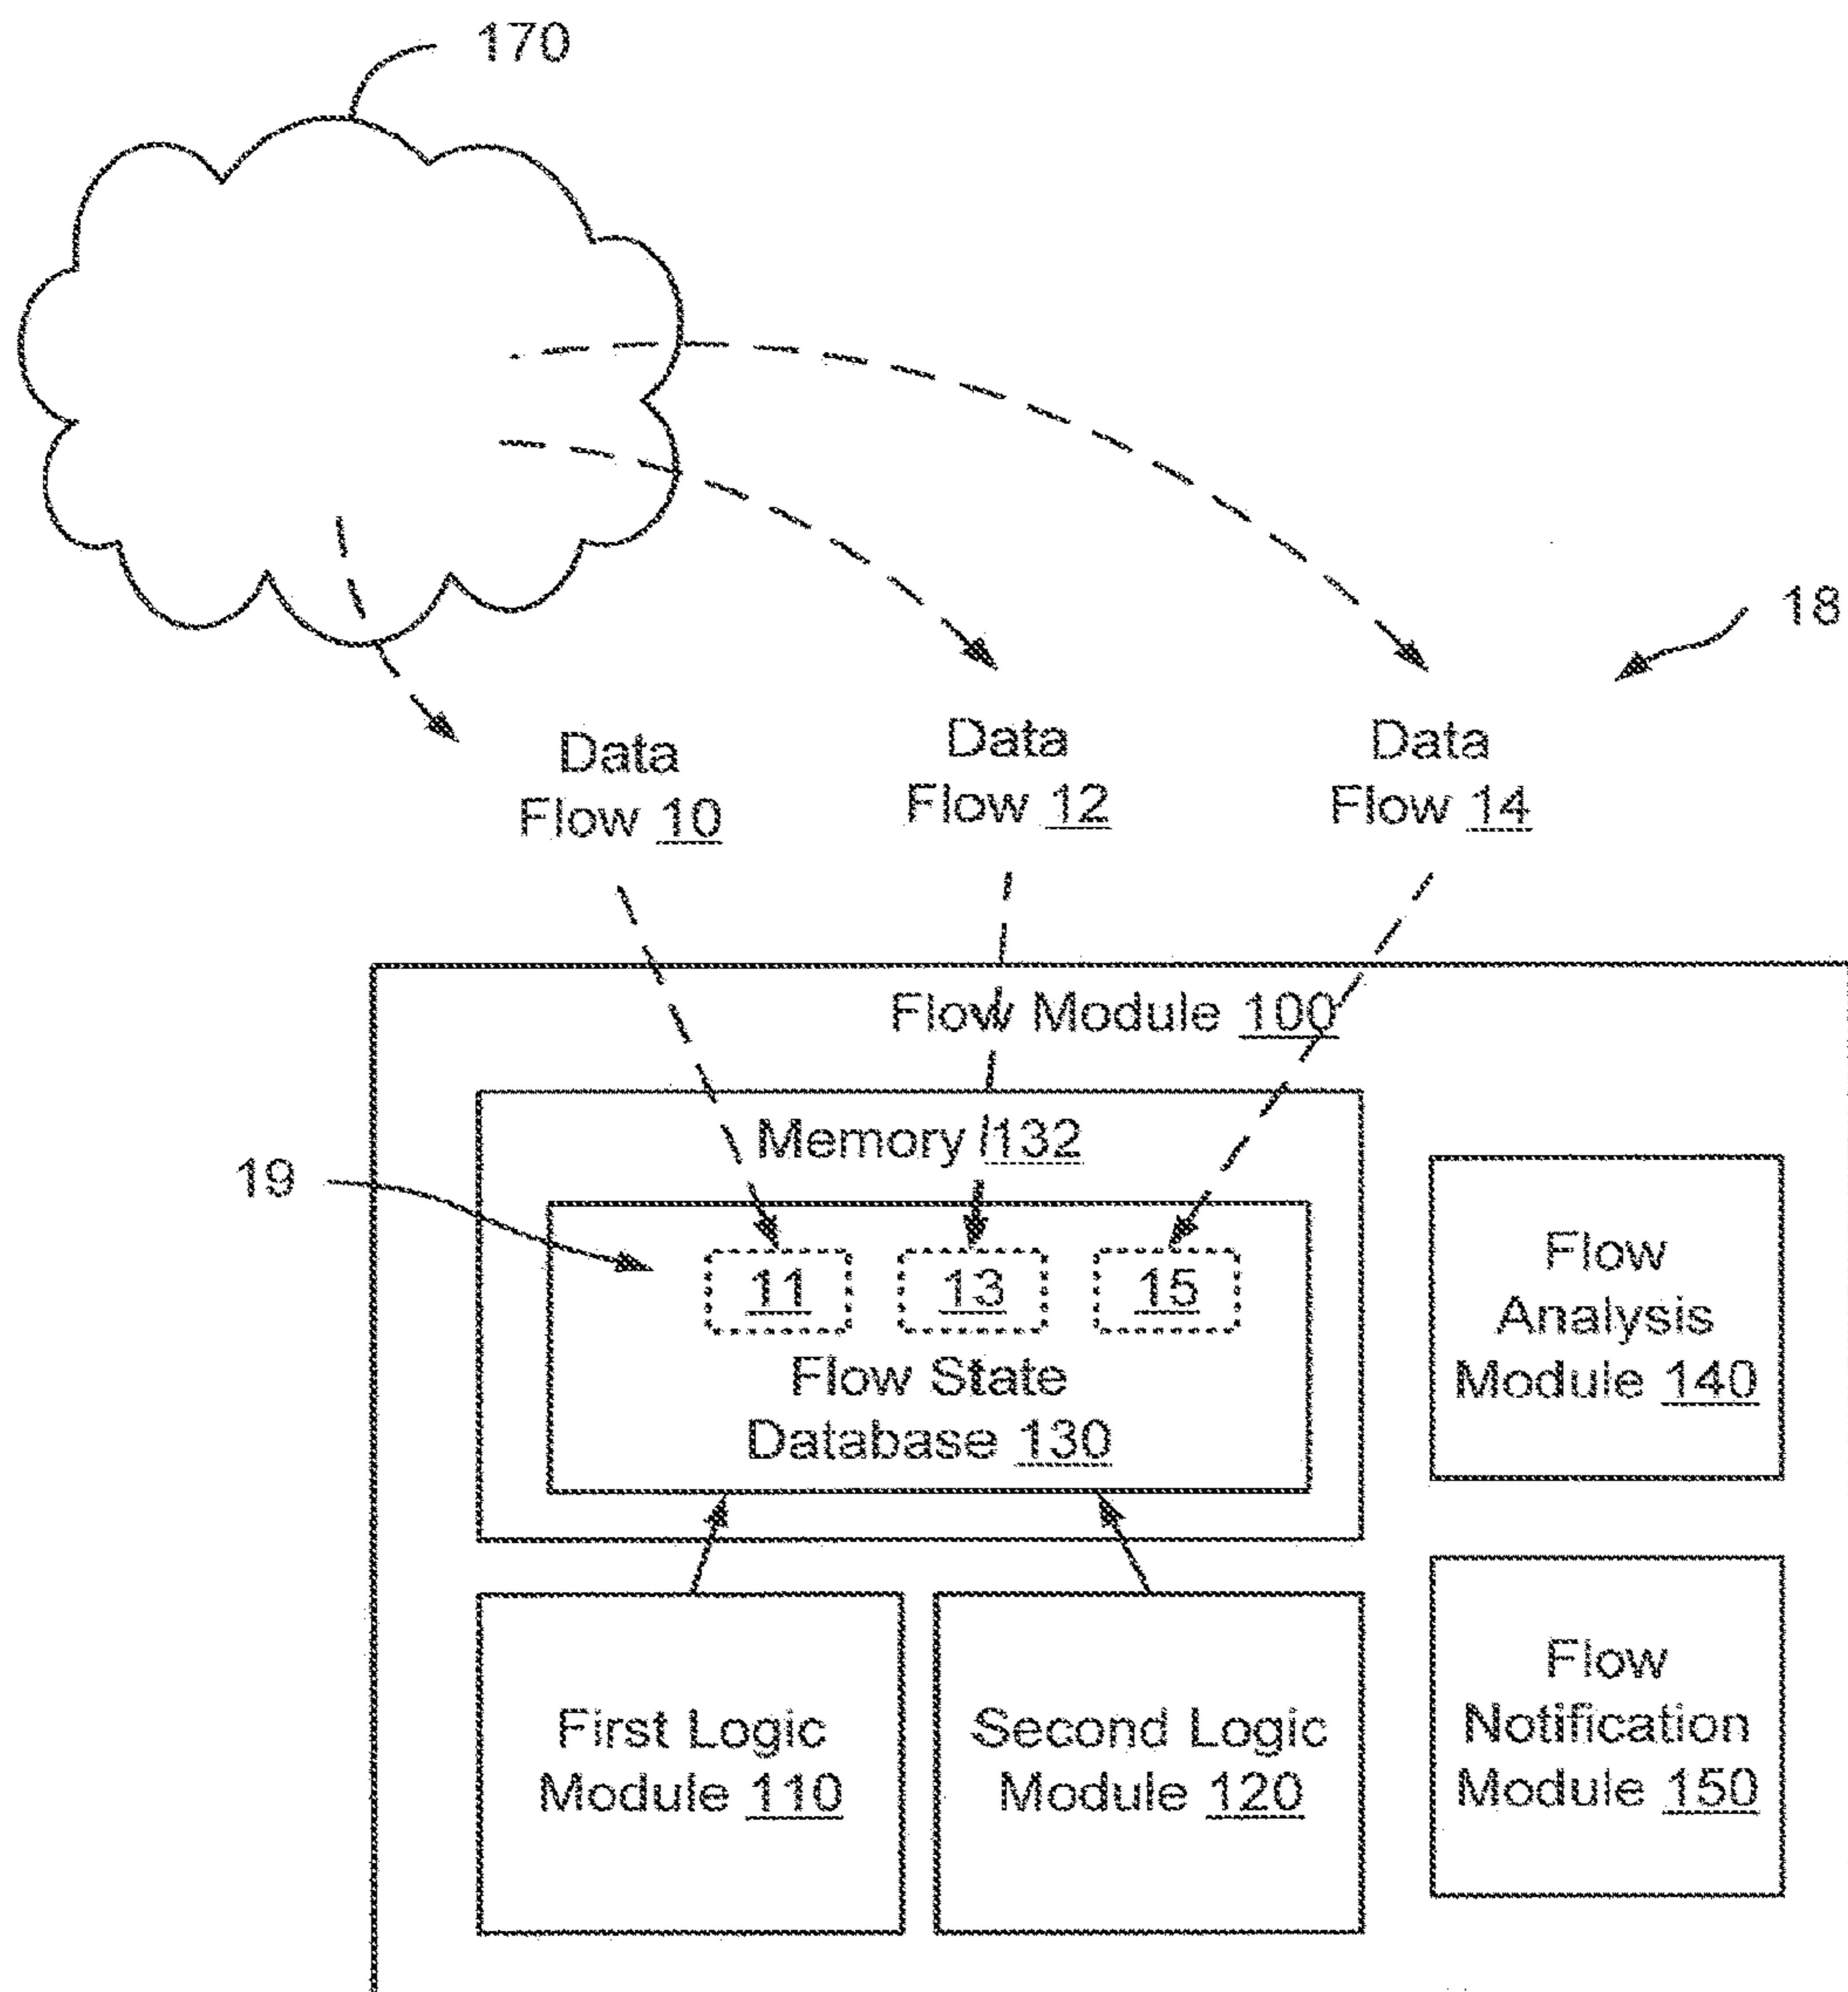 170
18
Data
Flow 10
Data
Flow 12
Data
Flow 14
Flow Module 100
Memory 132
19
11
13
15
Flow State
Database 130
Flow
Analysis
Module 140
First Logic
Module 110
Second Logic
Module 120
Flow
Notification
Module 150